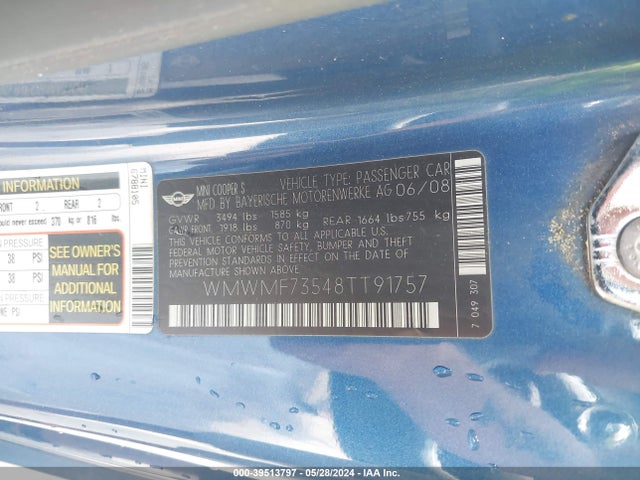 INFORMATION
FRONT 2 REAR 2
ould never exceed 370 kg or 816 lbs
PRESSURE
38 PSI
38 PSI
SEE OWNER'S
MANUAL FOR
ADDITIONAL
INFORMATION
MINI
6788105
MINI
MINI COOPER S VEHICLE TYPE: PASSENGER CAR
MFD BY BAYERISCHE MOTORENWERKE AG 06/08
GVWR 3494 lbs 1585 kg
GAWR FRONT 1918 lbs 870 kg REAR 1664 lbs 755 kg
THIS VEHICLE CONFORMS TO ALL APPLICABLE U.S.
FEDERAL MOTOR VEHICLE SAFETY, BUMPER AND THEFT
PREVENTION STANDARDS IN EFFECT ON THE DATE OF
MANUFACTURE SHOWN ABOVE
WMWMF73548TT91757
7 049 307
000-39513797 - 05/28/2024 - IAA Inc.